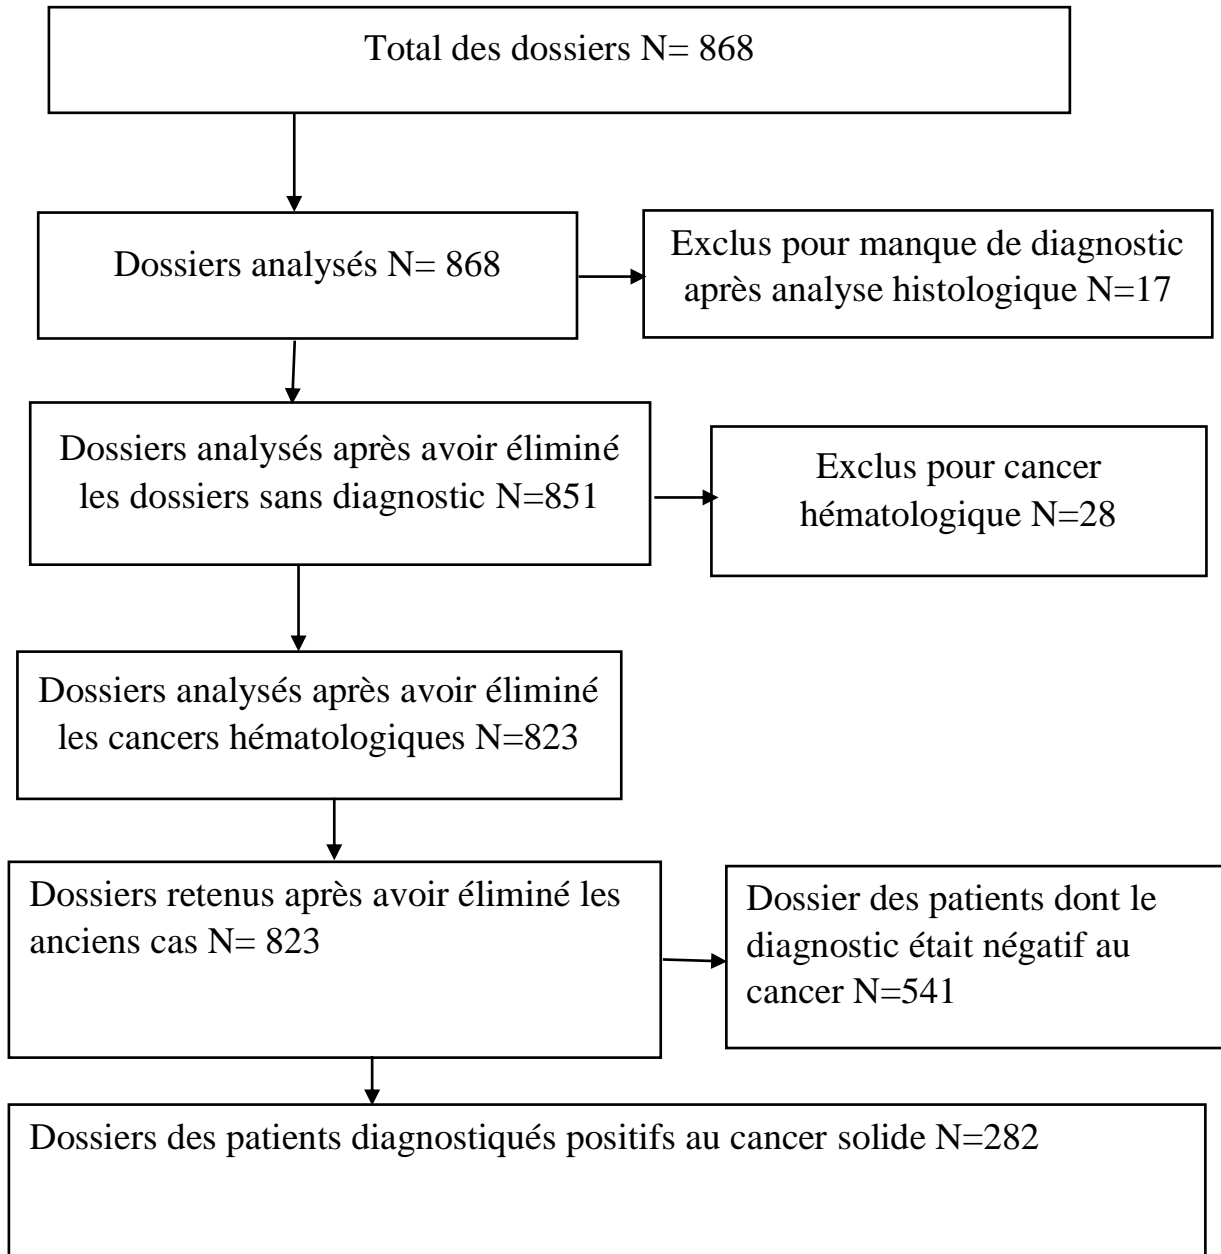 Total des dossiers N= 868
Dossiers analysés N= 868
Exclus pour manque de diagnostic
après analyse histologique N=17
Dossiers analysés après avoir éliminé
les dossiers sans diagnostic N=851
Exclus pour cancer
hématologique N=28
Dossiers analysés après avoir éliminé
les cancers hématologiques N=823
Dossiers retenus après avoir éliminé les
anciens cas N= 823
Dossier des patients dont le
diagnostic était négatif au
cancer N=541
Dossiers des patients diagnostiqués positifs au cancer solide N=282